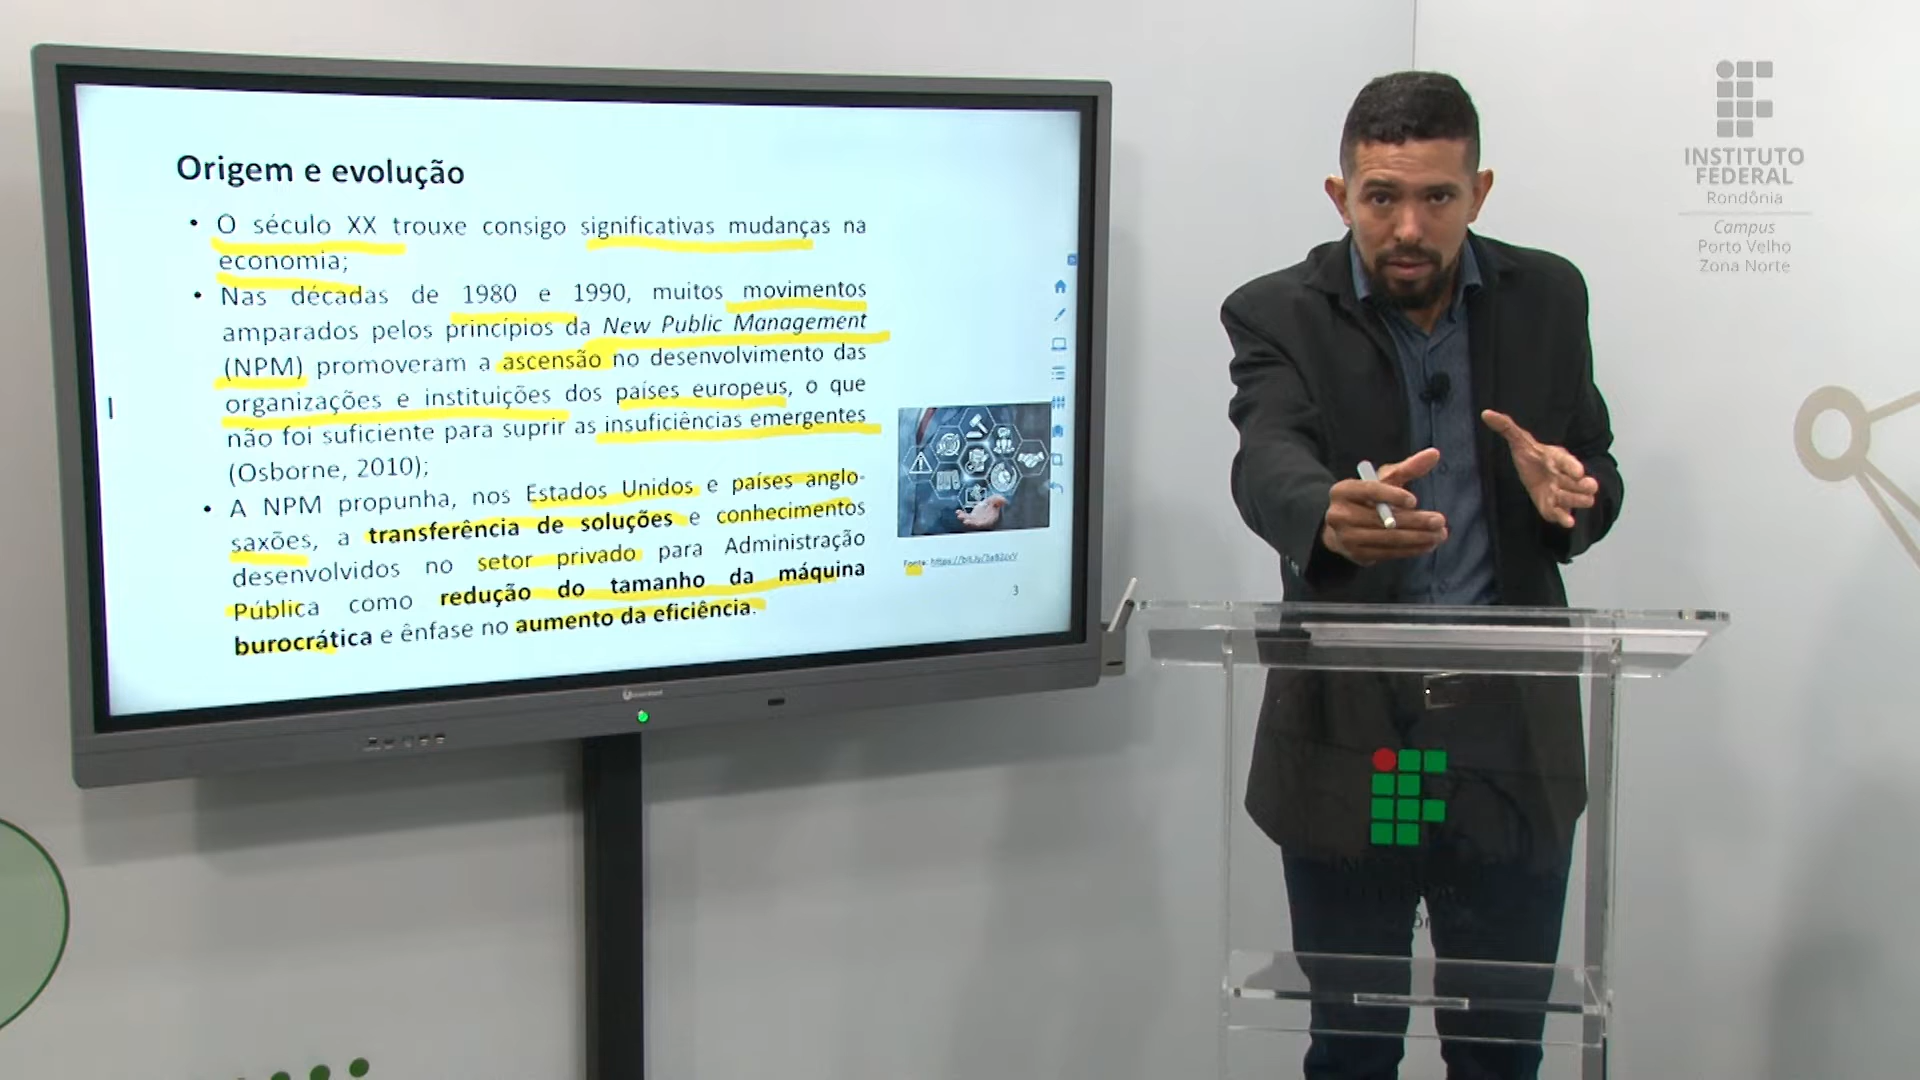 Origem e evolução
• O século XX trouxe consigo significativas mudanças na
economia;
• Nas décadas de 1980 e 1990, muitos movimentos
amparados pelos princípios da New Public Management
(NPM) promoveram a ascensão no desenvolvimento das
organizações e instituições dos países europeus, o que
não foi suficiente para suprir as insuficiências emergentes
(Osborne, 2010);
• A NPM propunha, nos Estados Unidos e países anglo-
saxões, a transferência de soluções e conhecimentos
desenvolvidos no setor privado para Administração
Pública como redução do tamanho da máquina
burocrática e ênfase no aumento da eficiência.
Fonte:
3
INSTITUTO
FEDERAL
Rondônia
Campus
Porto Velho
Zona Norte